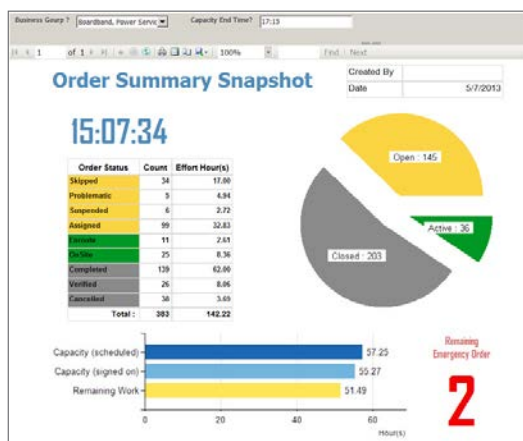 Business Gourp ? Boardband, Power Serve Capacity End Time? 17:15
1 of 1 100% Find Next
Order Summary Snapshot
Created By
Date 5/7/2013
15:07:34
Order Status Count Effort Hour(s)
Skipped 34 17.00
Problematic 5 4.94
Suspended 6 2.72
Assigned 99 32.83
Enroute 11 2.61
OnSite 25 8.36
Completed 139 62.00
Verified 26 8.06
Cancelled 38 3.69
Total : 383 142.22
Open : 145
Active : 36
Closed : 203
Capacity (scheduled) 57.25
Capacity (signed on) 55.27
Remaining Work 51.49
0 20 40 60
Hour(s)
Remaining
Emergency Order
2